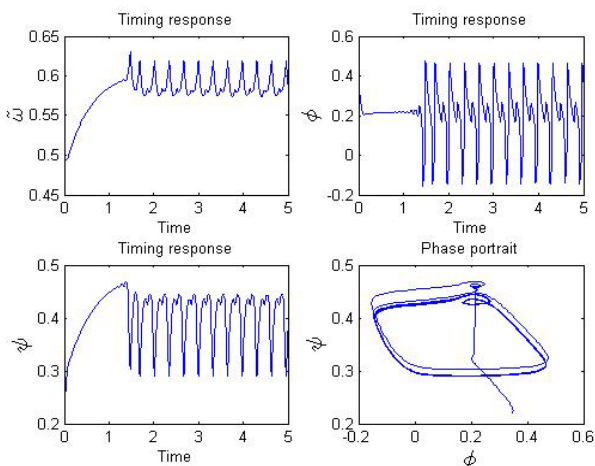 Timing response
0.65
0.6
0.55
0.5
0.45
ω̃
0 1 2 3 4 5
Time
Timing response
0.6
0.4
0.2
0
-0.2
ϕ
0 1 2 3 4 5
Time
Timing response
0.5
0.4
0.3
0.2
ψ
0 1 2 3 4 5
Time
Phase portrait
0.5
0.4
0.3
0.2
ψ
-0.2 0 0.2 0.4 0.6
ϕ